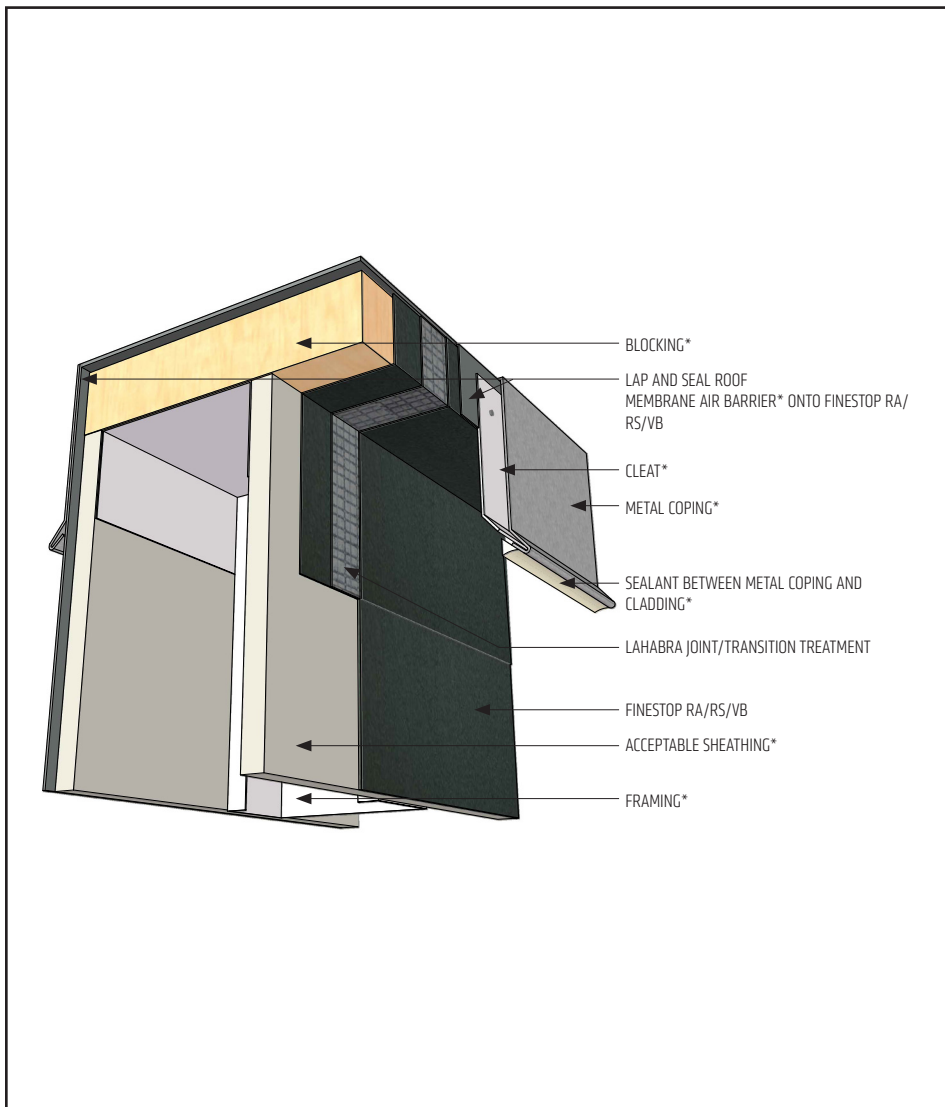 BLOCKING*
LAP AND SEAL ROOF
MEMBRANE AIR BARRIER* ONTO FINESTOP RA/
RS/VB
CLEAT*
METAL COPING*
SEALANT BETWEEN METAL COPING AND
CLADDING*
LAHABRA JOINT/TRANSITION TREATMENT
FINESTOP RA/RS/VB
ACCEPTABLE SHEATHING*
FRAMING*